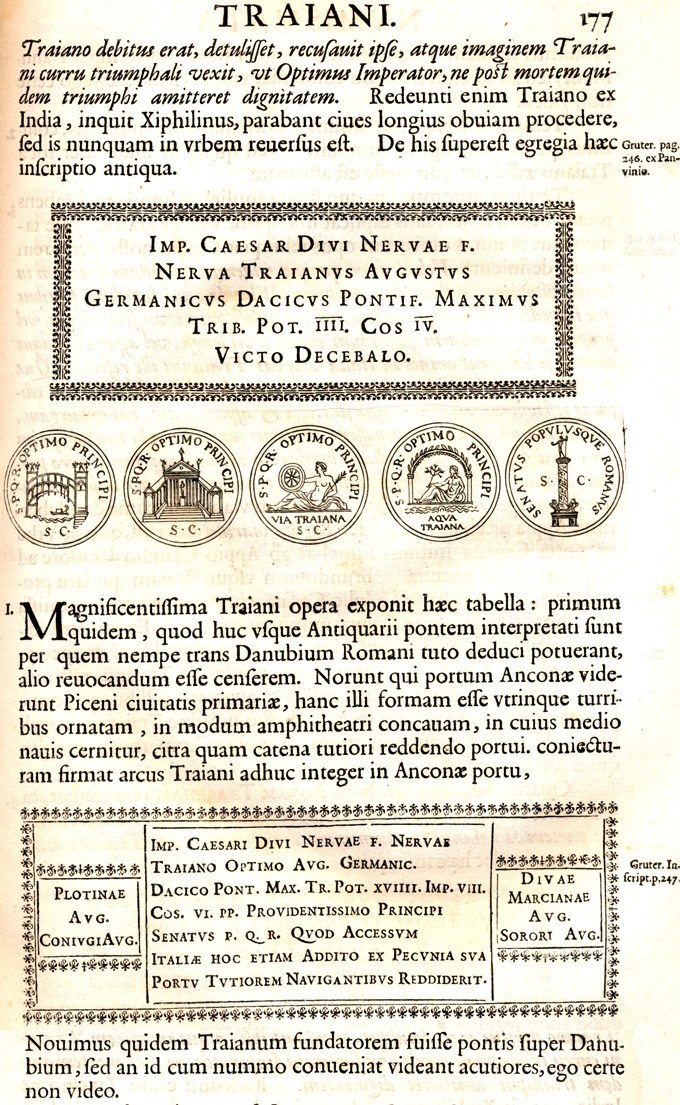 TRAIANI. 177
Traiano debitus erat, detuliſſet, recuſauit ipſe, atque imaginem Traia-
ni curru triumphali vexit, vt Optimus Imperator, ne poſt mortem qui-
dem triumphi amitteret dignitatem. Redeunti enim Traiano ex
India, inquit Xiphilinus, parabant ciues longius obuiam procedere,
ſed is nunquam in vrbem reuerſus eſt. De his ſupereſt egregia hæc
inſcriptio antiqua.
Gruter. pag.
246. ex Pan-
vinio.
IMP. CAESAR DIVI NERVAE F.
NERVA TRAIANVS AVGVSTVS
GERMANICVS DACICVS PONTIF. MAXIMVS
TRIB. POT. IIII. COS IV.
VICTO DECEBALO.
S·P·Q·R·OPTIMO PRINCIPI
S·C·
S·P·Q·R·OPTIMO PRINCIPI
S·C·
S·P·Q·R·OPTIMO PRINCIPI
VIA TRAIANA
S·C·
S·P·Q·R·OPTIMO PRINCIPI
AQVA
TRAIANA
SENATVS POPVLVSQVE ROMANVS
S· C·
I. Magnificentiſſima Traiani opera exponit hæc tabella: primum
quidem, quod huc vſque Antiquarii pontem interpretati ſunt
per quem nempe trans Danubium Romani tuto deduci potuerant,
alio reuocandum eſſe cenſerem. Norunt qui portum Anconæ vide-
runt Piceni ciuitatis primariæ, hanc illi formam eſſe vtrinque turri-
bus ornatam, in modum amphitheatri concauam, in cuius medio
nauis cernitur, citra quam catena tutiori reddendo portui. coniectu-
ram firmat arcus Traiani adhuc integer in Anconæ portu,
PLOTINAE
AVG.
CONIVGI AVG.
IMP. CAESARI DIVI NERVAE F. NERVAE
TRAIANO OPTIMO AVG. GERMANIC.
DACICO PONT. MAX. TR. POT. XVIIII. IMP. VIII.
COS. VI. PP. PROVIDENTISSIMO PRINCIPI
SENATVS P. Q. R. QVOD ACCESSVM
ITALIÆ HOC ETIAM ADDITO EX PECVNIA SVA
PORTV TVTIOREM NAVIGANTIBVS REDDIDERIT.
DIVAE
MARCIANAE
AVG.
SORORI AVG.
Gruter. In-
ſcript.p.247.
Nouimus quidem Traianum fundatorem fuiſſe pontis ſuper Danu-
bium, ſed an id cum nummo conueniat videant acutiores, ego certe
non video.